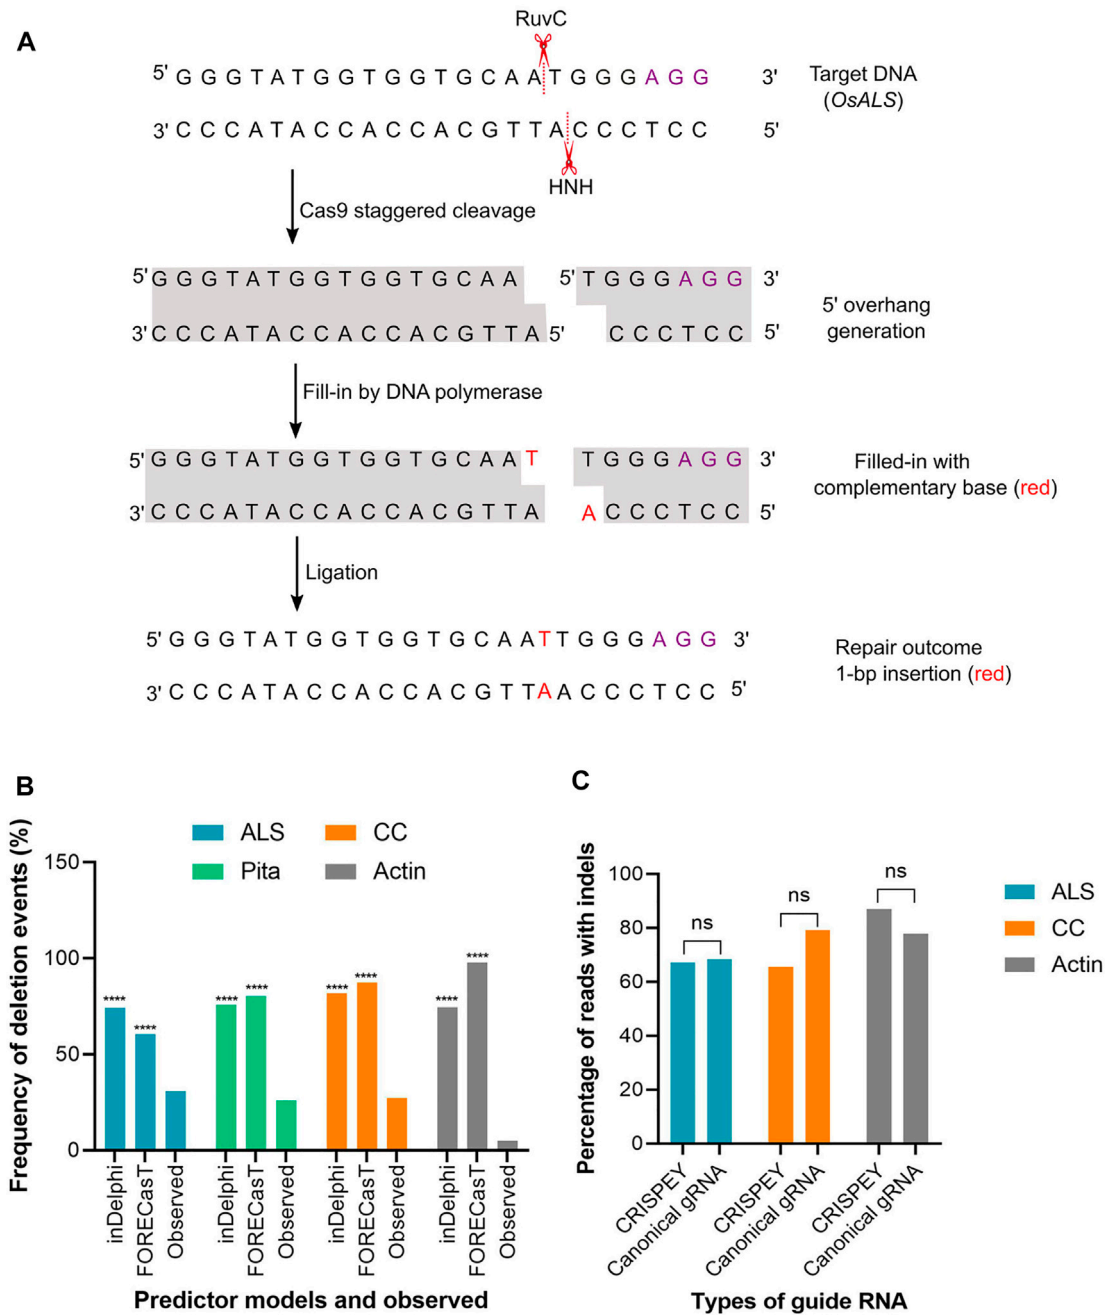 A
RuvC
5' G G G T A T G G T G G T G C A A T G G G A G G 3'
Target DNA
(OsALS)
3' C C C A T A C C A C C A C G T T A C C C T C C 5'
HNH
Cas9 staggered cleavage
5' G G G T A T G G T G G T G C A A 5' T G G G A G G 3'
3' C C C A T A C C A C C A C G T T A 5' C C C T C C 5'
5' overhang
generation
Fill-in by DNA polymerase
5' G G G T A T G G T G G T G C A A T T G G G A G G 3'
3' C C C A T A C C A C C A C G T T A A C C C T C C 5'
Filled-in with
complementary base (red)
Ligation
5' G G G T A T G G T G G T G C A A T T G G G A G G 3'
3' C C C A T A C C A C C A C G T T A A C C C T C C 5'
Repair outcome
1-bp insertion (red)
B
ALS CC
Pita Actin
Frequency of deletion events (%)
150
100
50
0
**** **** **** **** **** **** **** ****
inDelphi FORECasT Observed inDelphi FORECasT Observed inDelphi FORECasT Observed inDelphi FORECasT Observed
Predictor models and observed
C
Percentage of reads with indels
100
80
60
40
20
0
ns ns ns
ALS
CC
Actin
CRISPEY Canonical gRNA CRISPEY Canonical gRNA CRISPEY Canonical gRNA
Types of guide RNA